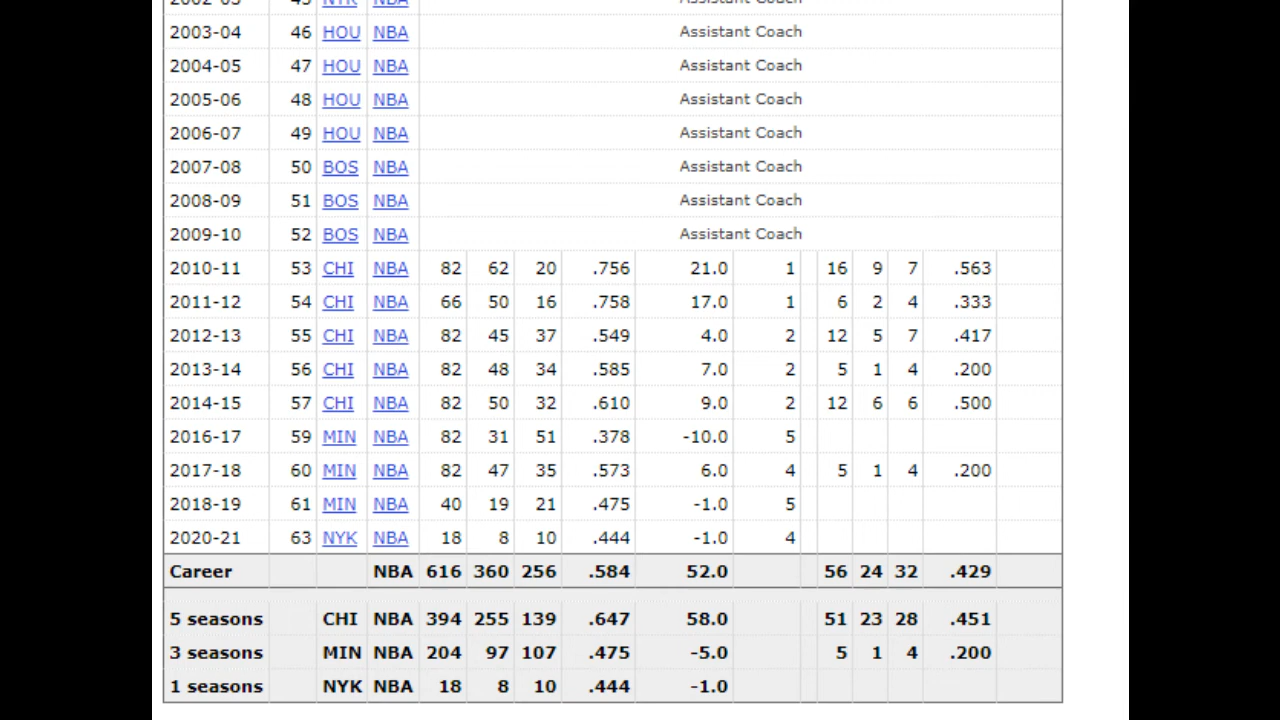 2002-03 45 NYK NBA Assistant Coach
2003-04 46 HOU NBA Assistant Coach
2004-05 47 HOU NBA Assistant Coach
2005-06 48 HOU NBA Assistant Coach
2006-07 49 HOU NBA Assistant Coach
2007-08 50 BOS NBA Assistant Coach
2008-09 51 BOS NBA Assistant Coach
2009-10 52 BOS NBA Assistant Coach
2010-11 53 CHI NBA 82 62 20 .756 21.0 1 16 9 7 .563
2011-12 54 CHI NBA 66 50 16 .758 17.0 1 6 2 4 .333
2012-13 55 CHI NBA 82 45 37 .549 4.0 2 12 5 7 .417
2013-14 56 CHI NBA 82 48 34 .585 7.0 2 5 1 4 .200
2014-15 57 CHI NBA 82 50 32 .610 9.0 2 12 6 6 .500
2016-17 59 MIN NBA 82 31 51 .378 -10.0 5
2017-18 60 MIN NBA 82 47 35 .573 6.0 4 5 1 4 .200
2018-19 61 MIN NBA 40 19 21 .475 -1.0 5
2020-21 63 NYK NBA 18 8 10 .444 -1.0 4
Career NBA 616 360 256 .584 52.0 56 24 32 .429
5 seasons CHI NBA 394 255 139 .647 58.0 51 23 28 .451
3 seasons MIN NBA 204 97 107 .475 -5.0 5 1 4 .200
1 seasons NYK NBA 18 8 10 .444 -1.0